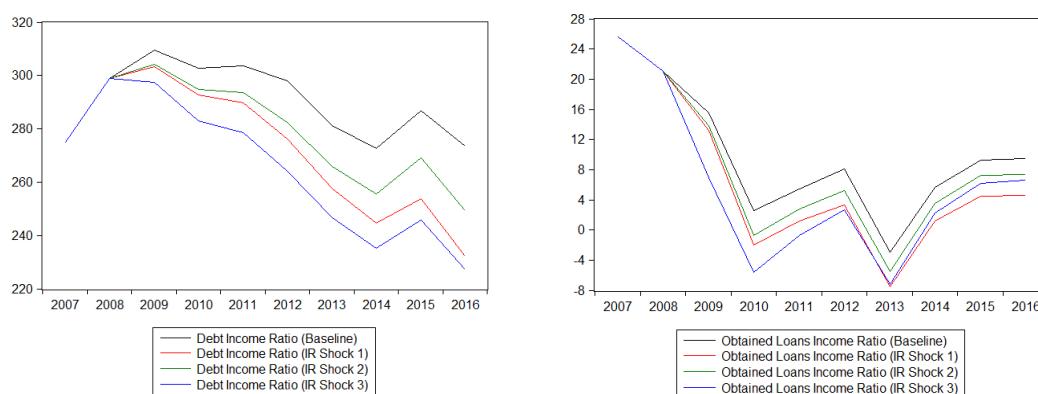 320
300
280
260
240
220
2007 2008 2009 2010 2011 2012 2013 2014 2015 2016
Debt Income Ratio (Baseline)
Debt Income Ratio (IR Shock 1)
Debt Income Ratio (IR Shock 2)
Debt Income Ratio (IR Shock 3)
28
24
20
16
12
8
4
0
-4
-8
2007 2008 2009 2010 2011 2012 2013 2014 2015 2016
Obtained Loans Income Ratio (Baseline)
Obtained Loans Income Ratio (IR Shock 1)
Obtained Loans Income Ratio (IR Shock 2)
Obtained Loans Income Ratio (IR Shock 3)